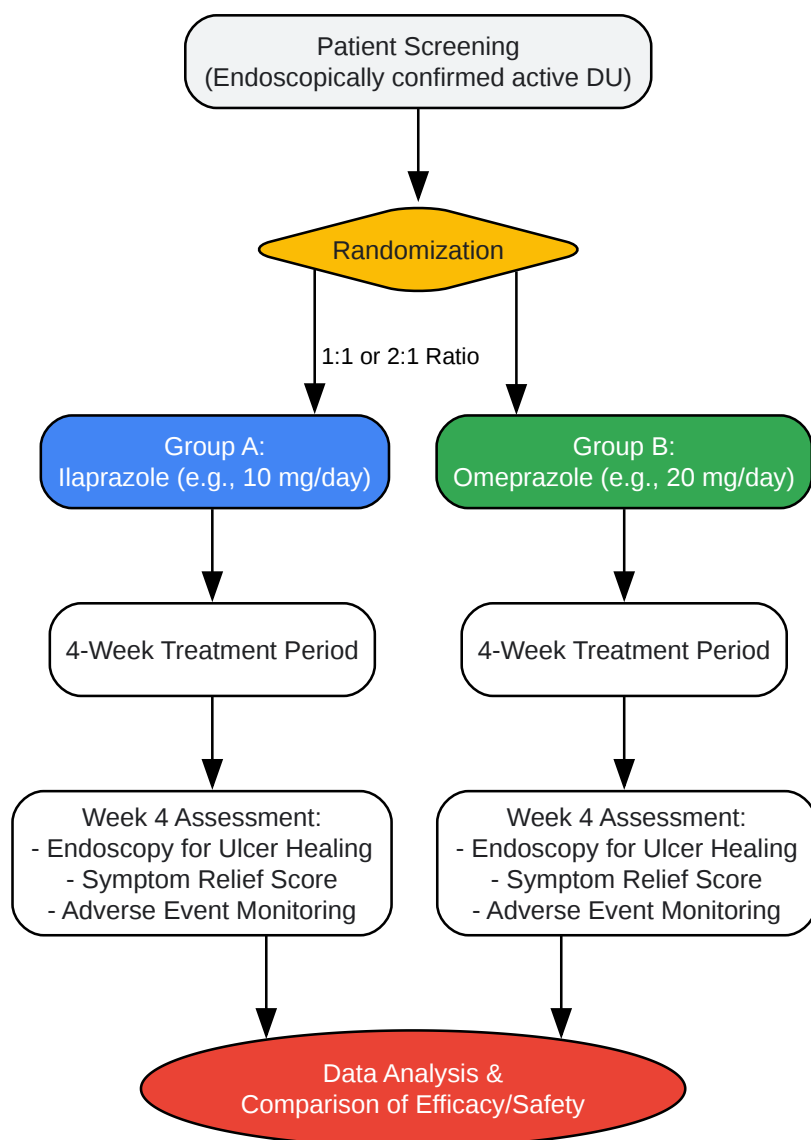 Patient Screening
(Endoscopically confirmed active DU)
Randomization
1:1 or 2:1 Ratio
Group A:
Ilaprazole (e.g., 10 mg/day)
Group B:
Omeprazole (e.g., 20 mg/day)
4-Week Treatment Period
4-Week Treatment Period
Week 4 Assessment:
- Endoscopy for Ulcer Healing
- Symptom Relief Score
- Adverse Event Monitoring
Week 4 Assessment:
- Endoscopy for Ulcer Healing
- Symptom Relief Score
- Adverse Event Monitoring
Data Analysis &
Comparison of Efficacy/Safety